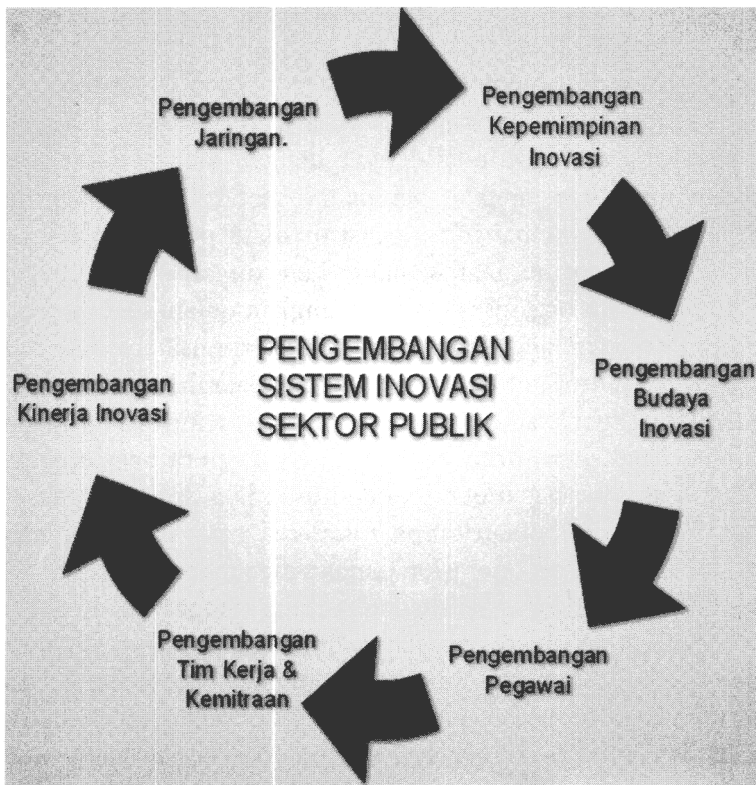 Pengembangan
Jaringan.
Pengembangan
Kepemimpinan
Inovasi
PENGEMBANGAN
SISTEM INOVASI
SEKTOR PUBLIK
Pengembangan
Kinerja Inovasi
Pengembangan
Budaya
Inovasi
Pengembangan
Tim Kerja &
Kemitraan
Pengembangan
Pegawai